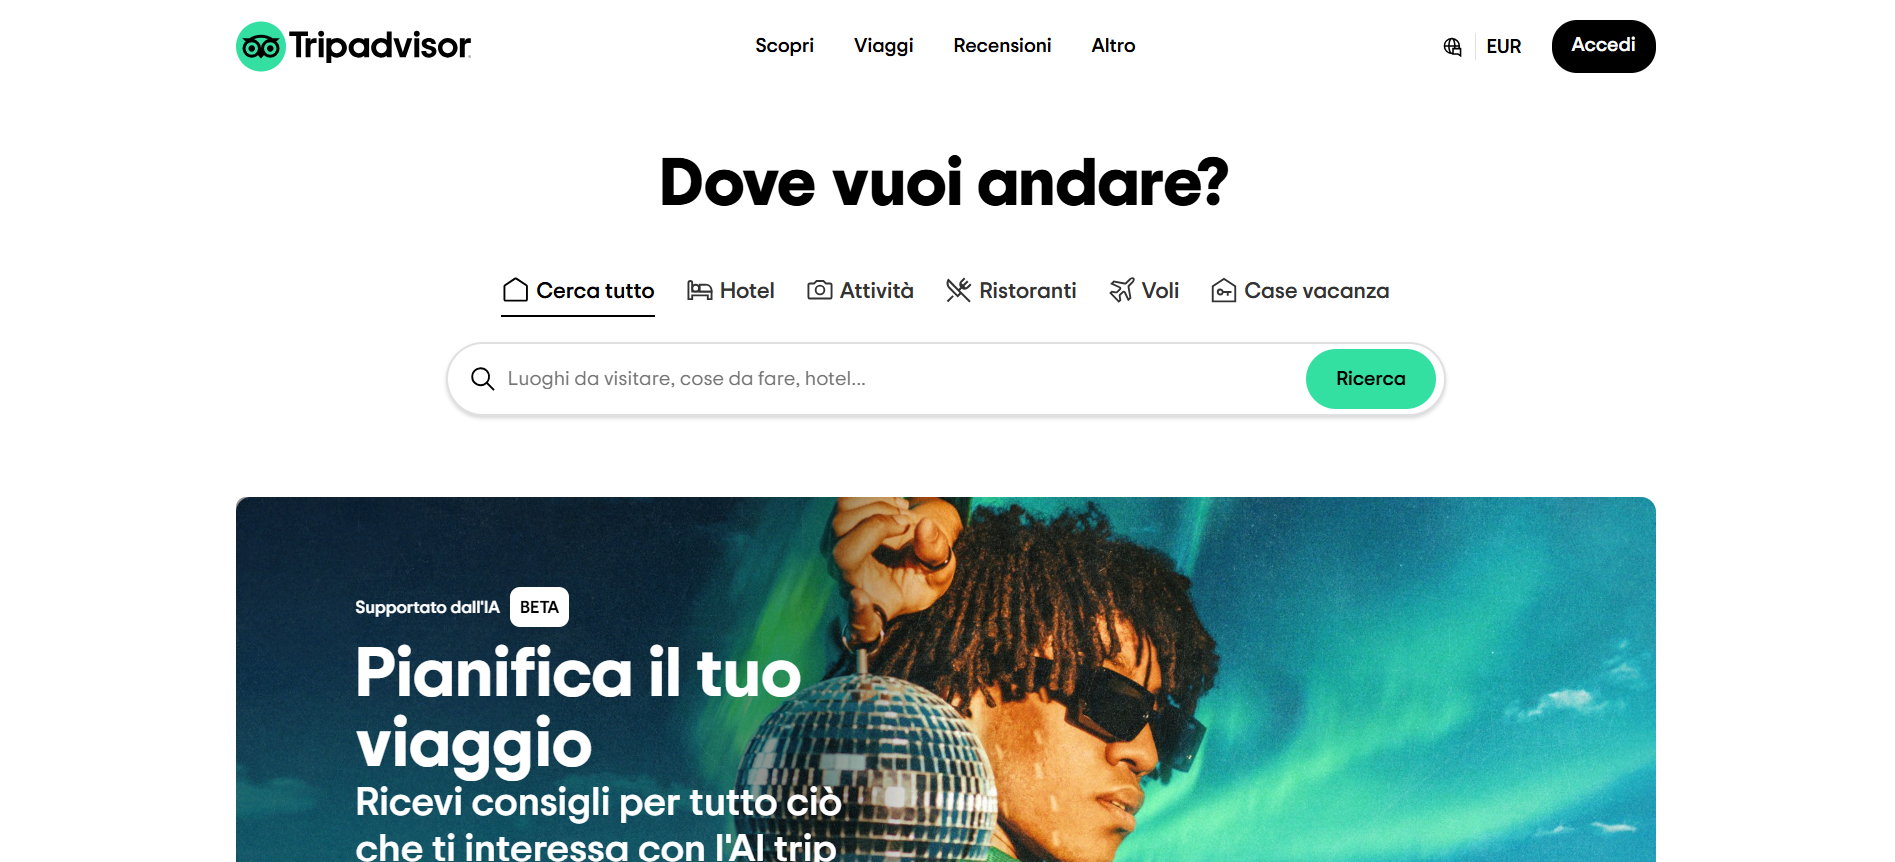 Tripadvisor
Scopri
Viaggi
Recensioni
Altro
EUR
Accedi
Dove vuoi andare?
Cerca tutto
Hotel
Attività
Ristoranti
Voli
Case vacanza
Luoghi da visitare, cose da fare, hotel...
Ricerca
Supportato dall'IA
BETA
Pianifica il tuo
viaggio
Ricevi consigli per tutto ciò
che ti interessa con l'AI trip